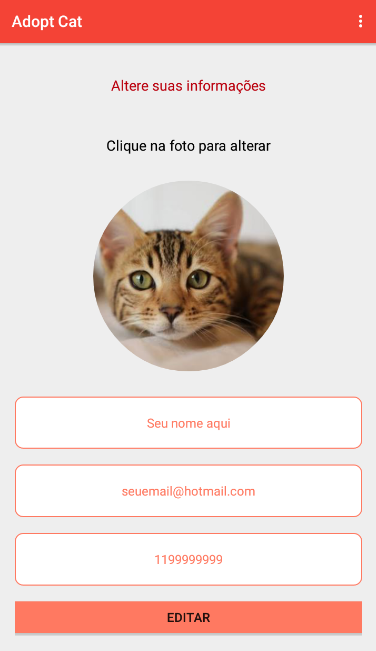 Adopt Cat
Altere suas informações
Clique na foto para alterar
Seu nome aqui
seuemail@hotmail.com
1199999999
EDITAR